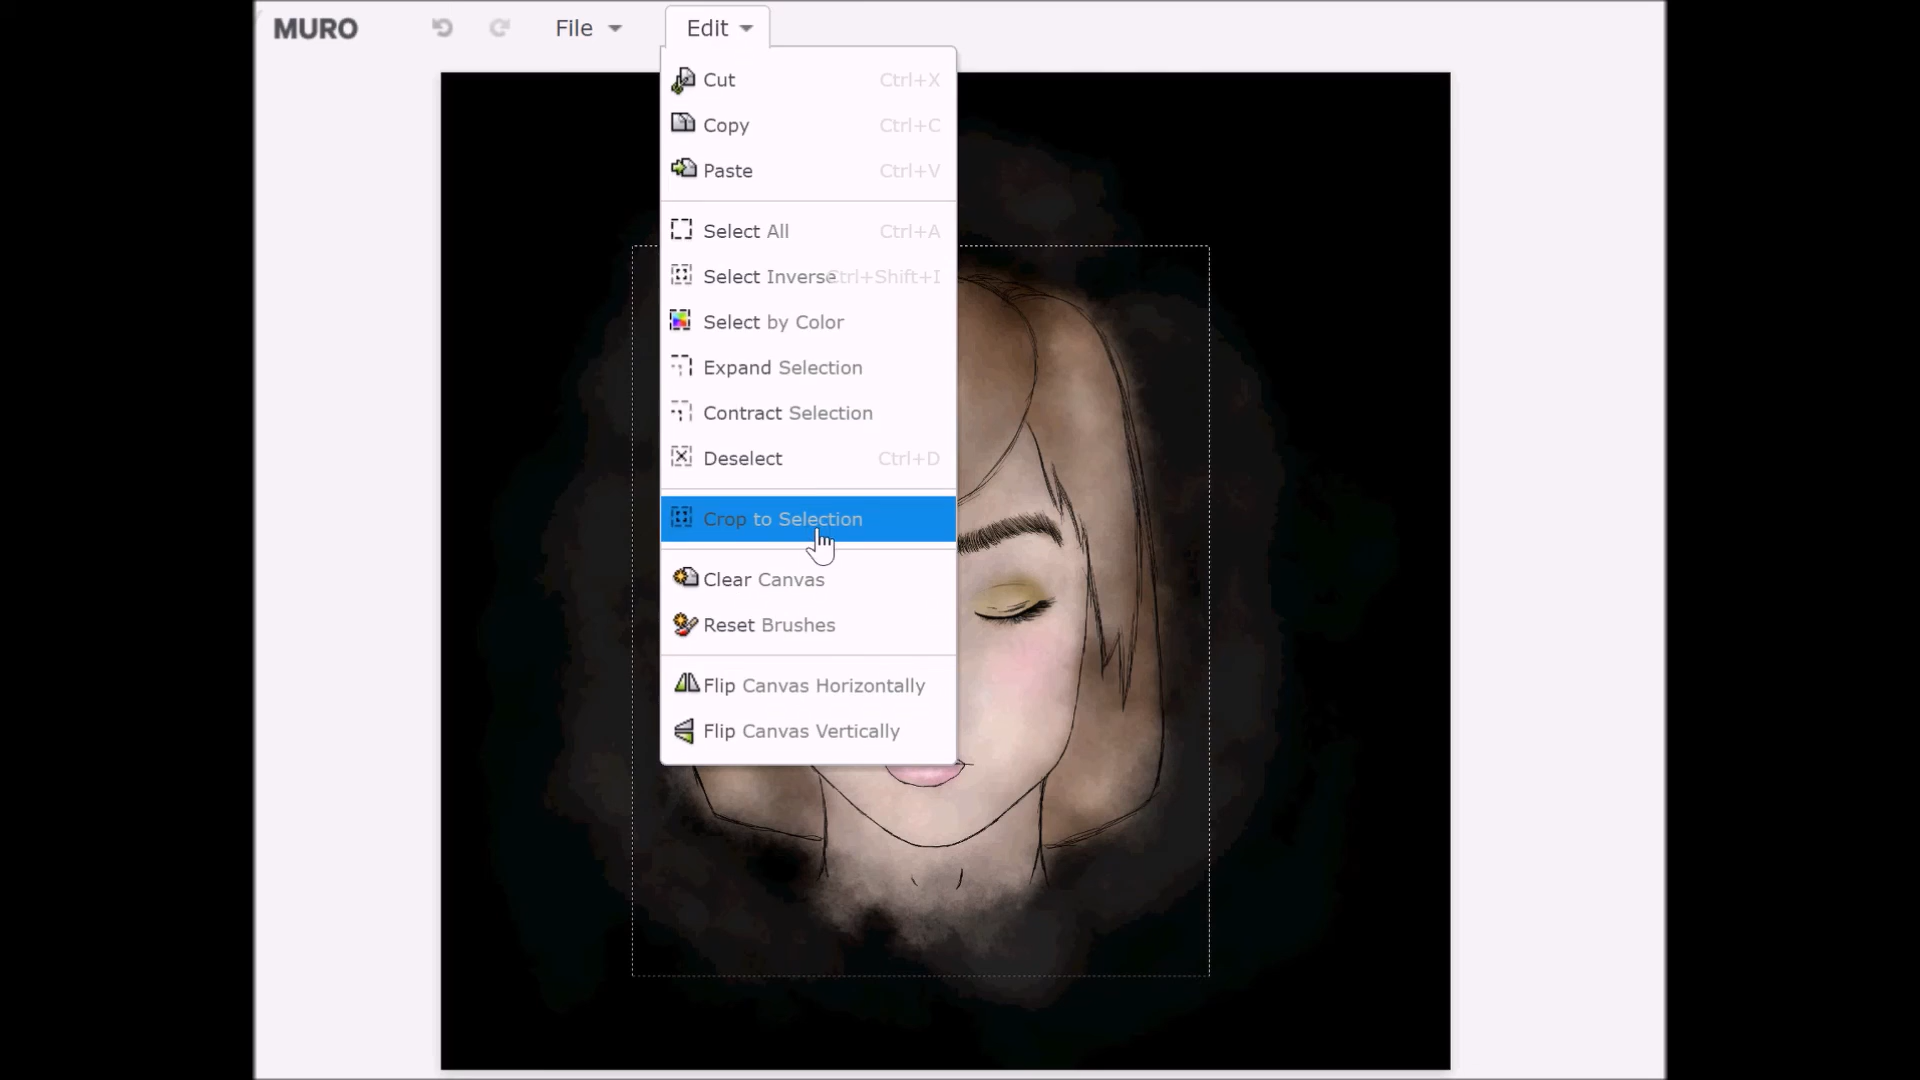 MURO File Edit
Cut Ctrl+X
Copy Ctrl+C
Paste Ctrl+V
Select All Ctrl+A
Select Inverse Ctrl+Shift+I
Select by Color
Expand Selection
Contract Selection
Deselect Ctrl+D
Crop to Selection
Clear Canvas
Reset Brushes
Flip Canvas Horizontally
Flip Canvas Vertically